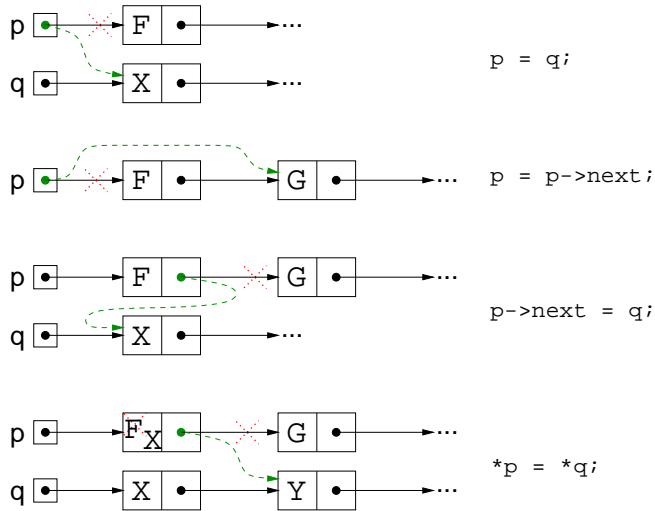 p F ...
p = q;
q X ...
p F G ...
p = p->next;
p F G ...
p->next = q;
q X ...
p F X G ...
*p = *q;
q X Y ...